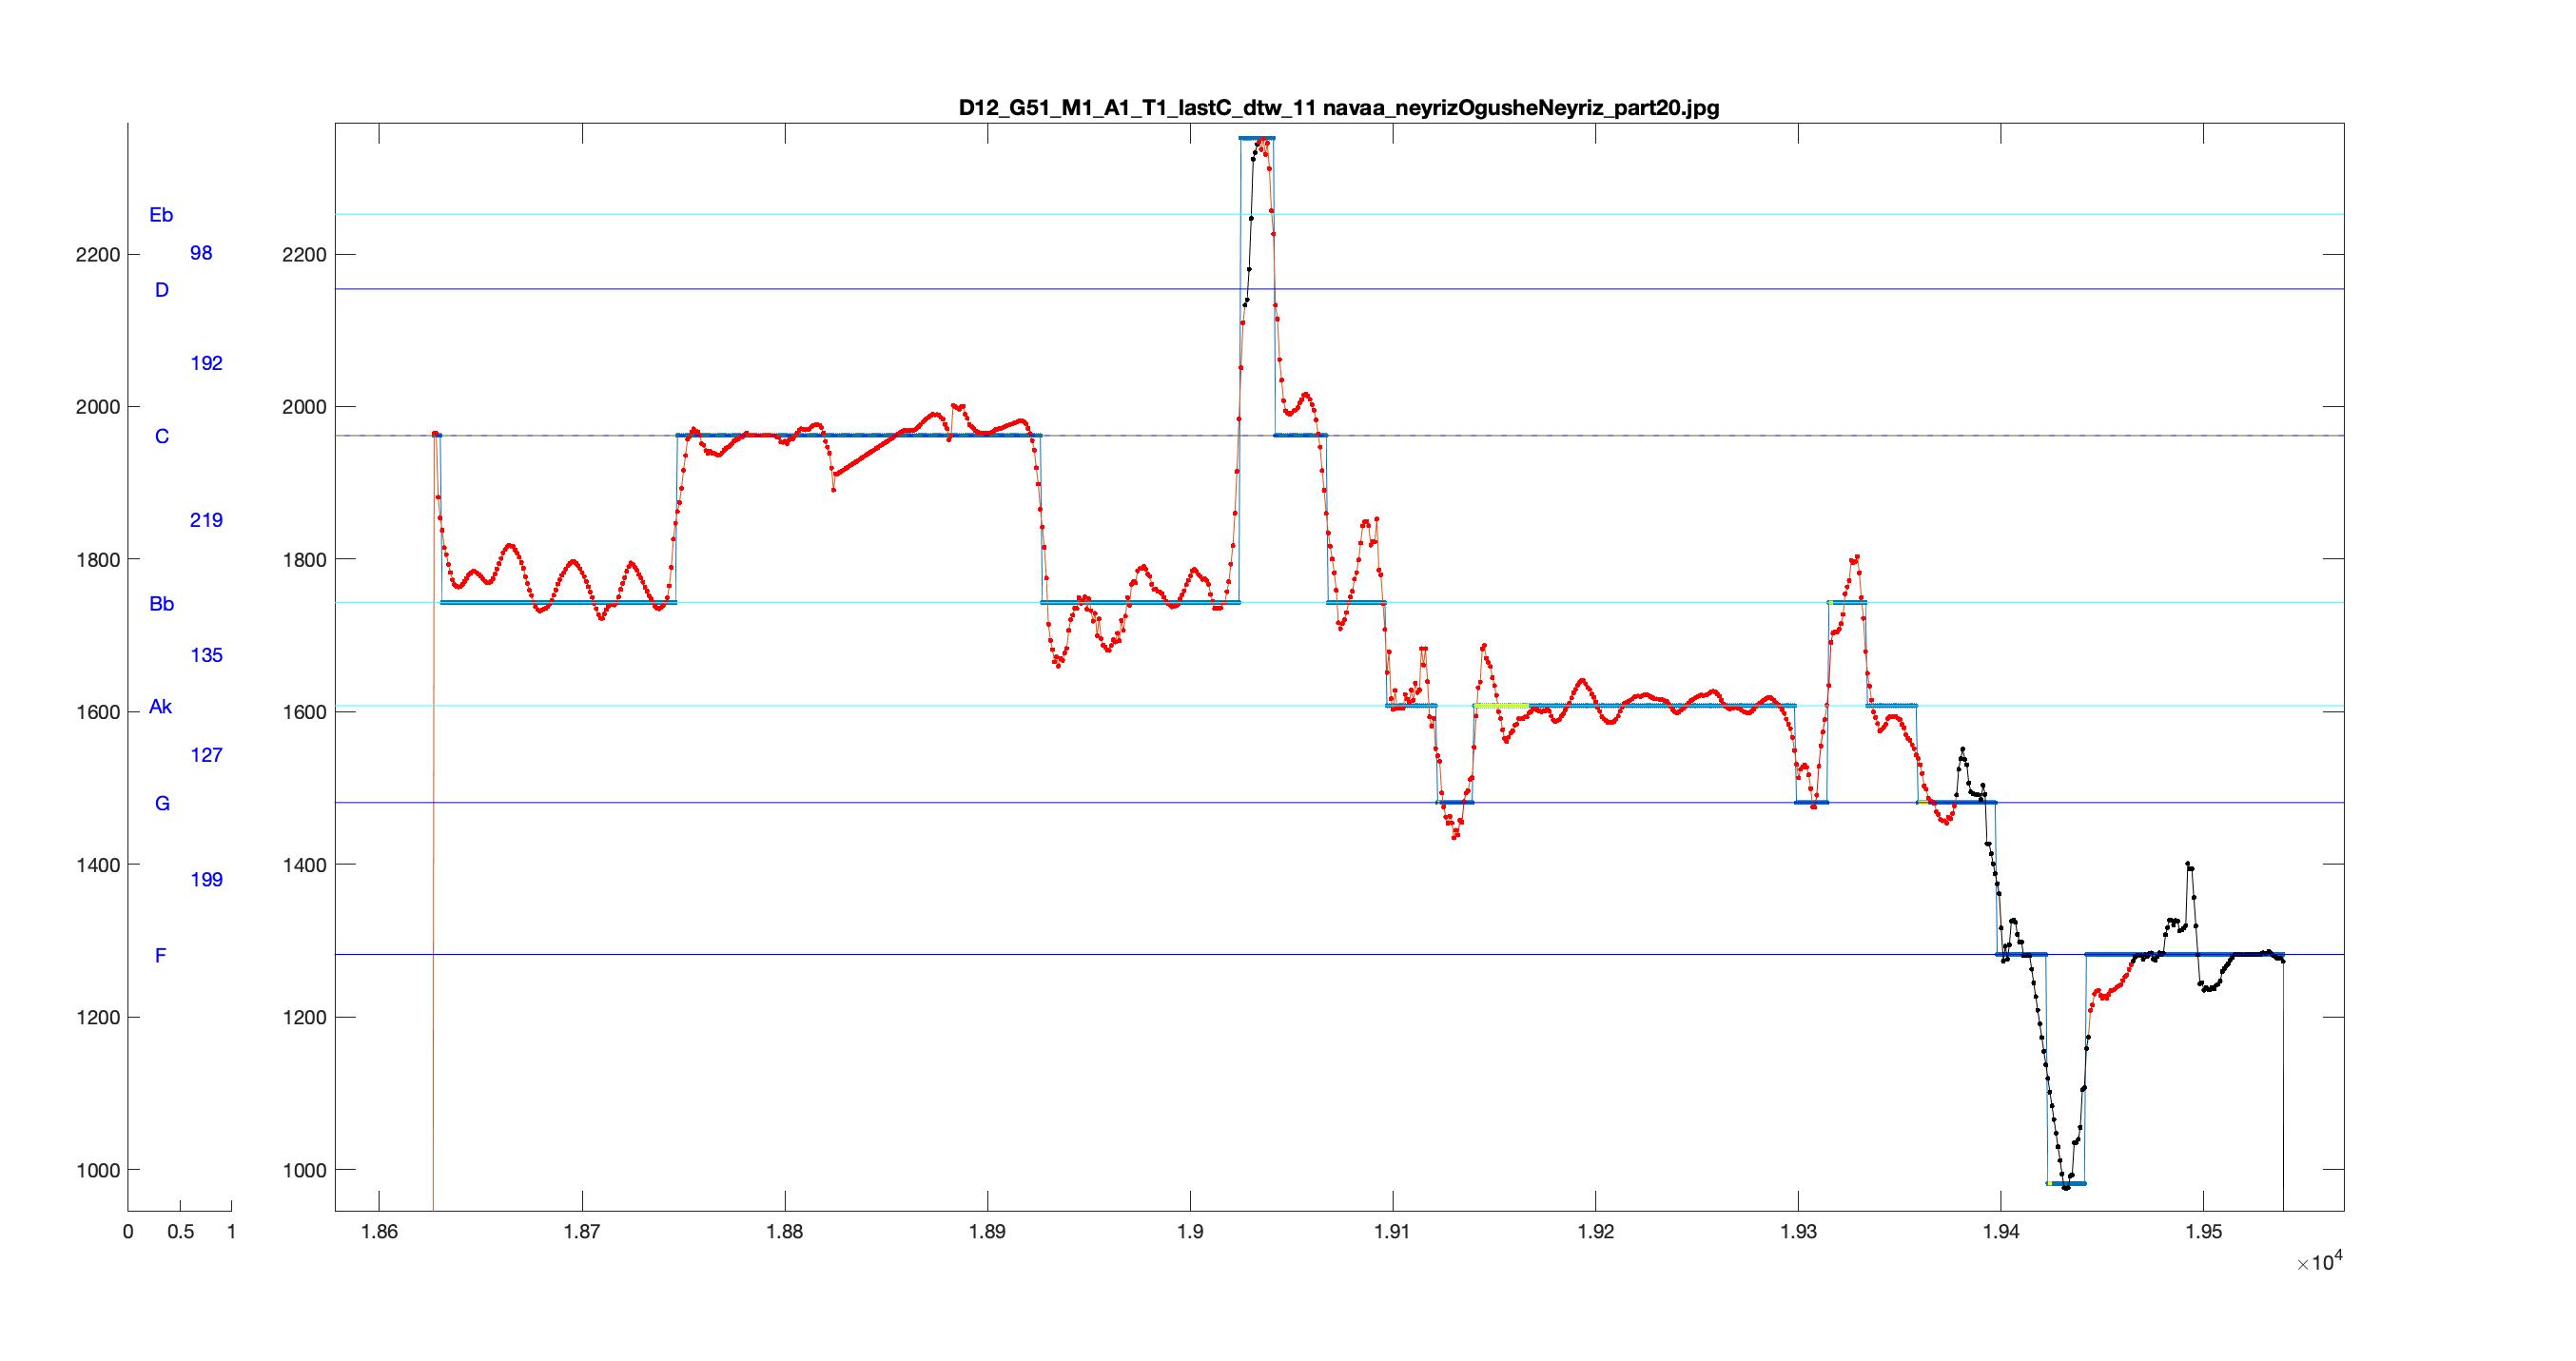 D12_G51_M1_A1_T1_lastC_dtw_11 navaa_neyrizOgusheNeyriz_part20.jpg
Eb
2200 98 2200
D
192
2000 2000
C
219
1800 1800
Bb
135
1600 Ak 1600
127
G
1400 199 1400
F
1200 1200
1000 1000
0 0.5 1 1.86 1.87 1.88 1.89 1.9 1.91 1.92 1.93 1.94 1.95
×10⁴